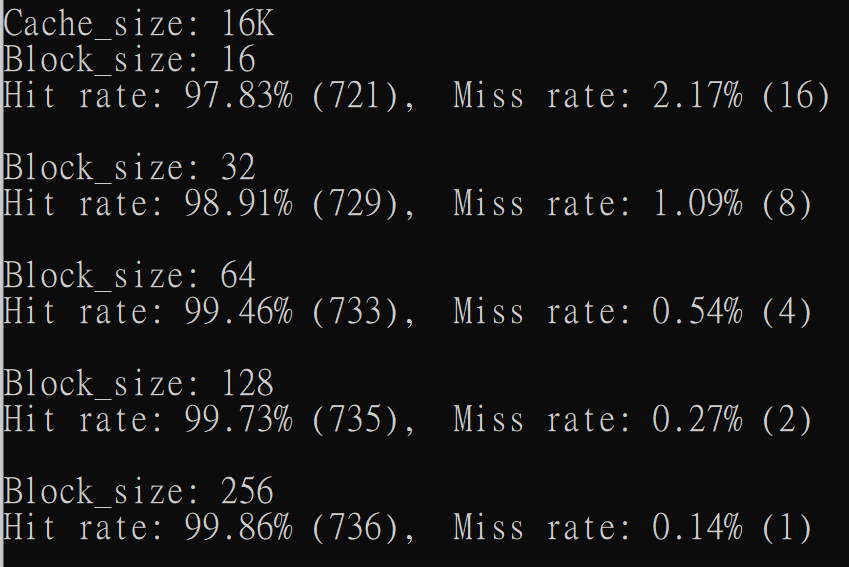 Cache_size: 16K
Block_size: 16
Hit rate: 97.83% (721),  Miss rate: 2.17% (16)
Block_size: 32
Hit rate: 98.91% (729),  Miss rate: 1.09% (8)
Block_size: 64
Hit rate: 99.46% (733),  Miss rate: 0.54% (4)
Block_size: 128
Hit rate: 99.73% (735),  Miss rate: 0.27% (2)
Block_size: 256
Hit rate: 99.86% (736),  Miss rate: 0.14% (1)